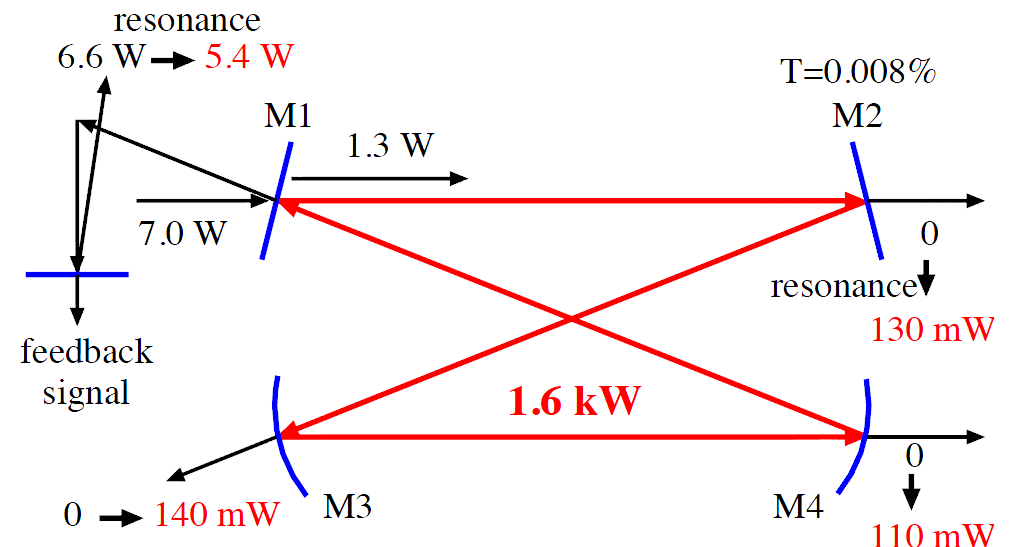 resonance
6.6 W 5.4 W
T=0.008%
M1
M2
1.3 W
7.0 W
0
resonance
130 mW
feedback
signal
1.6 kW
0
M3
M4
0 140 mW
110 mW